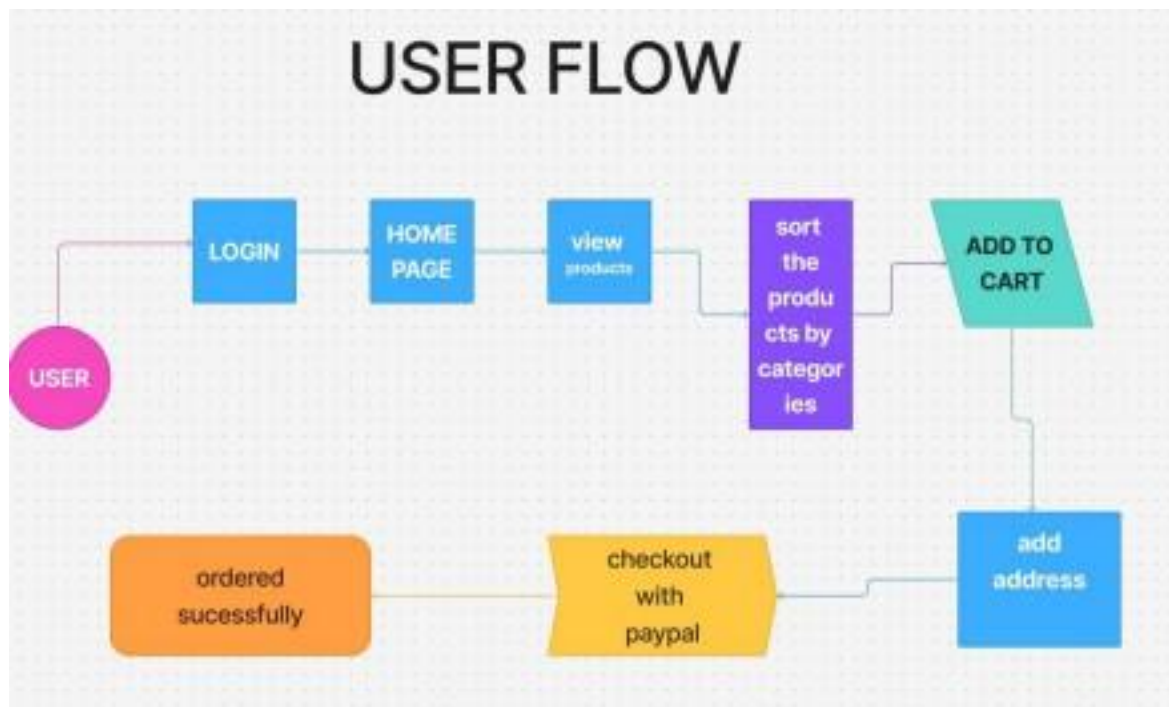 USER FLOW
LOGIN
HOME
PAGE
view
products
sort
the
produ
cts by
categor
ies
ADD TO
CART
USER
add
address
checkout
with
paypal
ordered
sucessfully